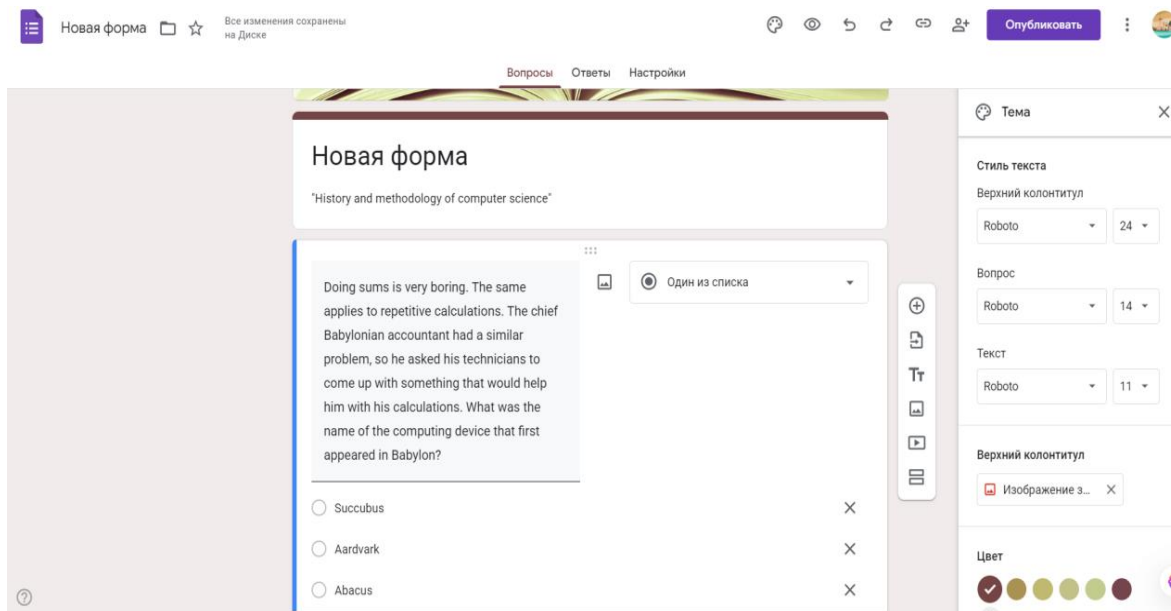 Новая форма
Все изменения сохранены
на Диске
Опубликовать
Вопросы Ответы Настройки
Новая форма
"History and methodology of computer science"
Doing sums is very boring. The same
applies to repetitive calculations. The chief
Babylonian accountant had a similar
problem, so he asked his technicians to
come up with something that would help
him with his calculations. What was the
name of the computing device that first
appeared in Babylon?
Один из списка
Succubus
Aardvark
Abacus
Tт
Тема
Стиль текста
Верхний колонтитул
Roboto 24
Вопрос
Roboto 14
Текст
Roboto 11
Верхний колонтитул
Изображение з...
Цвет